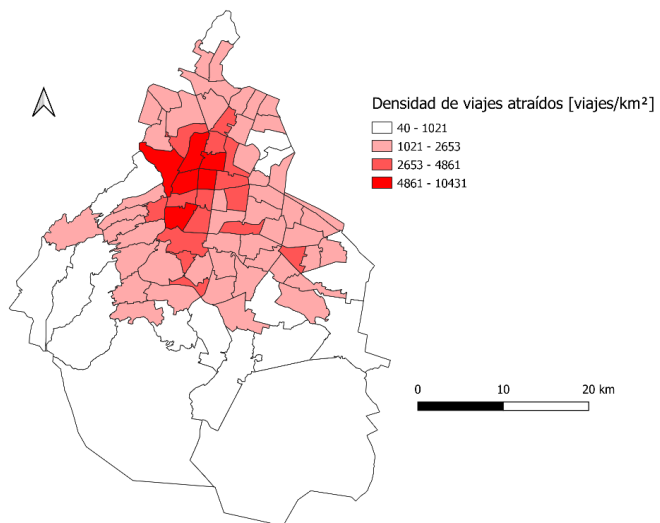 Densidad de viajes atraídos [viajes/km²]
40 - 1021
1021 - 2653
2653 - 4861
4861 - 10431
0 10 20 km